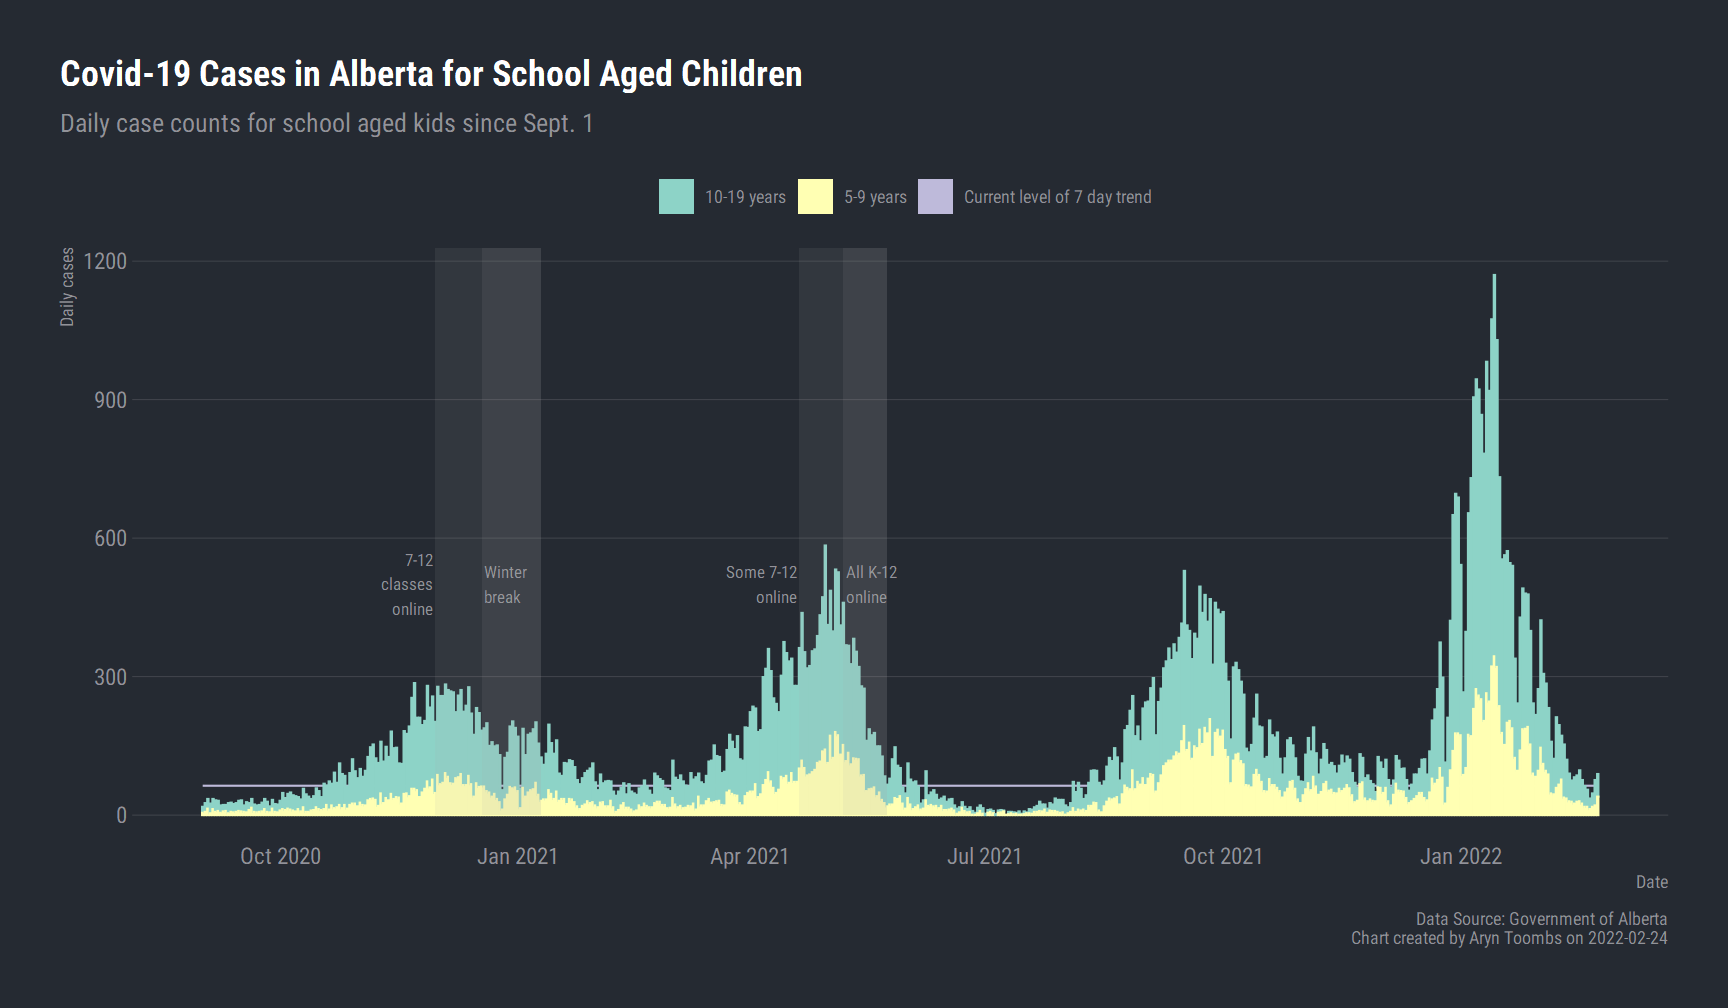 Covid-19 Cases in Alberta for School Aged Children
Daily case counts for school aged kids since Sept. 1
10-19 years
5-9 years
Current level of 7 day trend
Daily cases
1200
900
600
300
0
7-12
classes
online
Winter
break
Some 7-12
online
All K-12
online
Oct 2020
Jan 2021
Apr 2021
Jul 2021
Oct 2021
Jan 2022
Date
Data Source: Government of Alberta
Chart created by Aryn Toombs on 2022-02-24